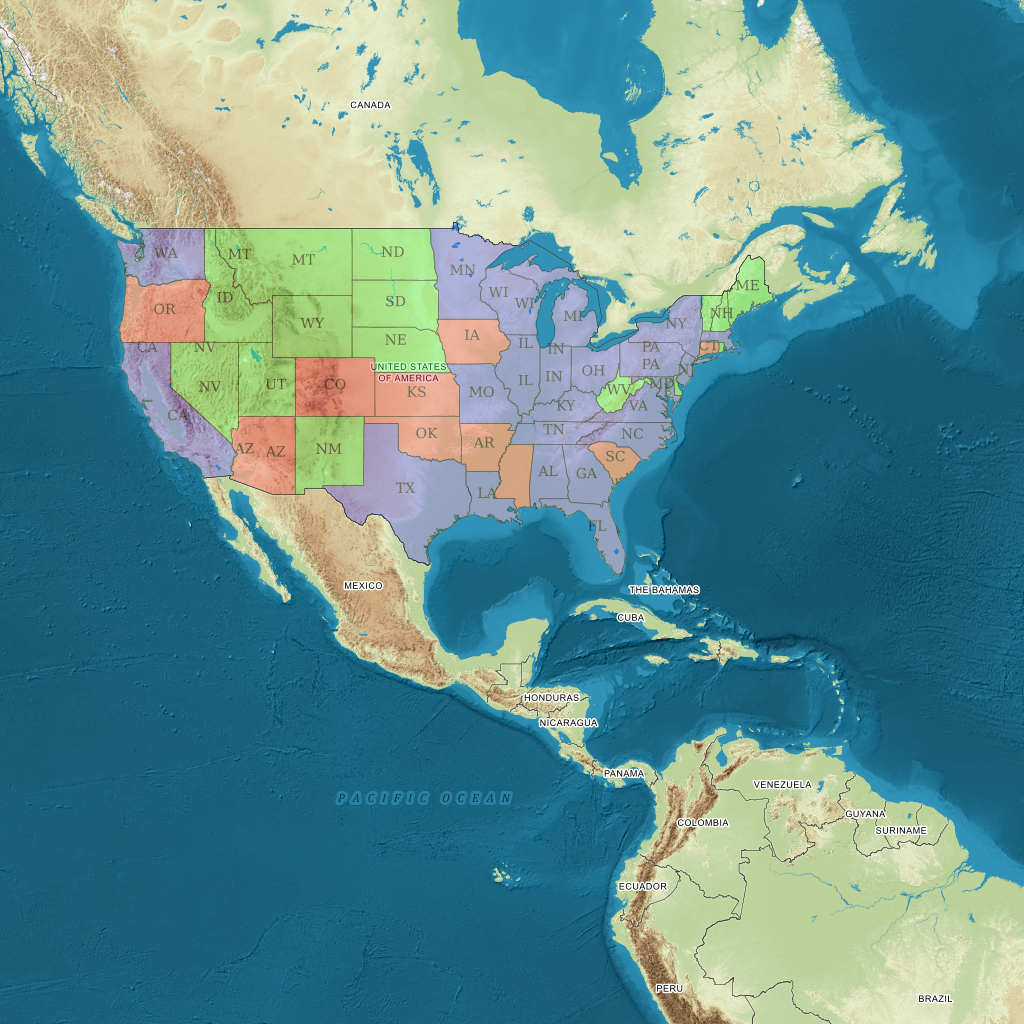 CANADA
WA
MT
MT
ND
MN
ME
OR
ID
WY
SD
WI
WI
MI
NY
NH
CA
NV
NE
IA
IL
IN
PA
CT
UNITED STATES
OF AMERICA
NV
UT
CO
KS
MO
IL
IN
OH
PA
NJ
WV
MD
CA
KY
VA
AZ
AZ
NM
OK
AR
TN
NC
SC
TX
LA
AL
GA
FL
MEXICO
THE BAHAMAS
CUBA
HONDURAS
NICARAGUA
PANAMA
VENEZUELA
PACIFIC OCEAN
COLOMBIA
GUYANA
SURINAME
ECUADOR
PERU
BRAZIL